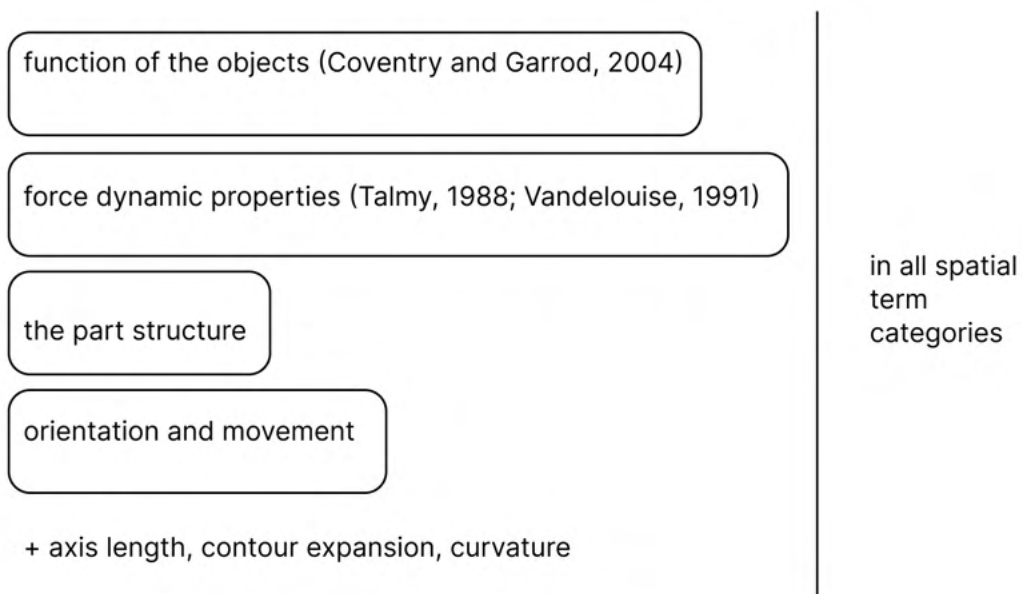 function of the objects (Coventry and Garrod, 2004)
force dynamic properties (Talmy, 1988; Vandelouise, 1991)
the part structure
orientation and movement
+ axis length, contour expansion, curvature
in all spatial
term
categories